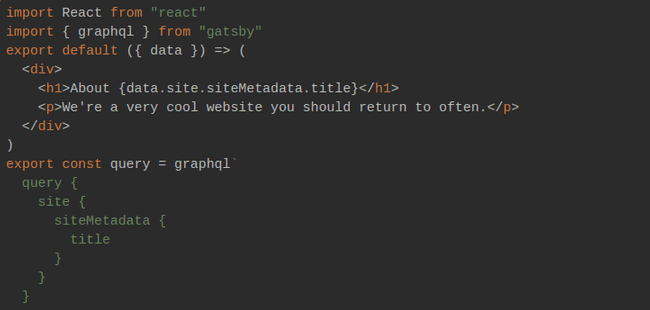 import React from "react"
import { graphql } from "gatsby"
export default ({ data }) => (
  <div>
    <h1>About {data.site.siteMetadata.title}</h1>
    <p>We're a very cool website you should return to often.</p>
  </div>
)
export const query = graphql`
  query {
    site {
      siteMetadata {
        title
      }
    }
  }